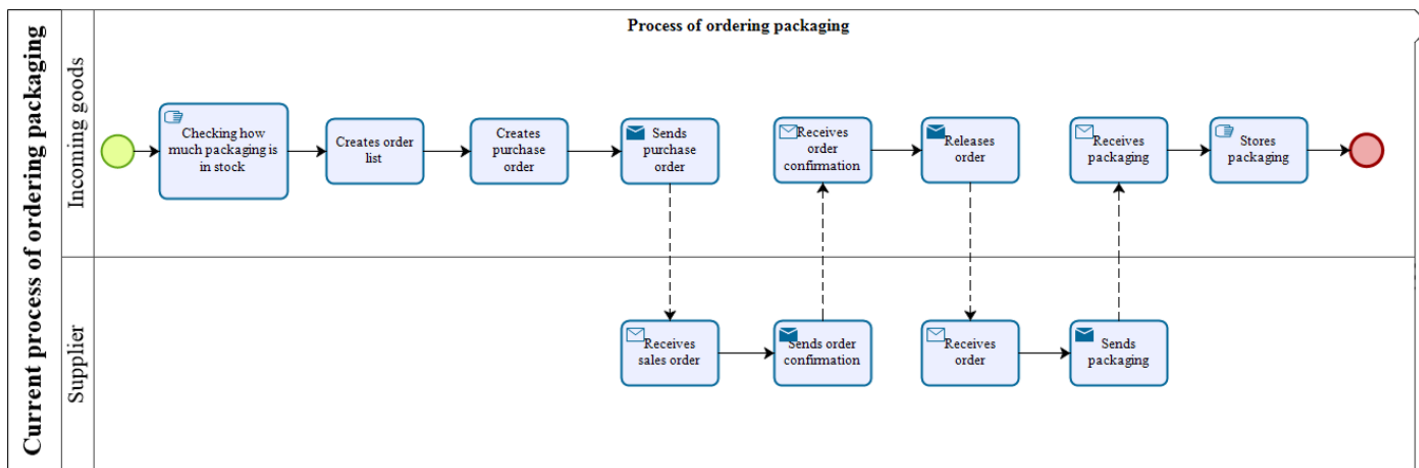 Process of ordering packaging
Current process of ordering packaging
Incoming goods
Checking how
much packaging is
in stock
Creates order
list
Creates
purchase
order
Sends
purchase
order
Receives
order
confirmation
Releases
order
Receives
packaging
Stores
packaging
Supplier
Receives
sales order
Sends order
confirmation
Receives
order
Sends
packaging